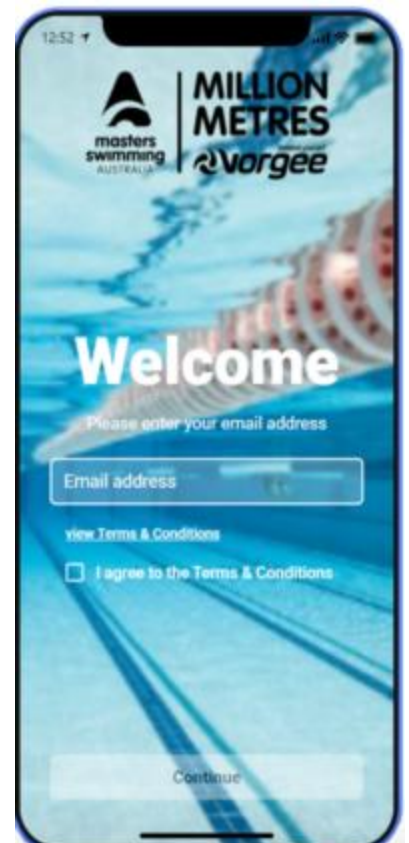 12:52
masters
swimming
AUSTRALIA
MILLION
METRES
vorgee
Welcome
Please enter your email address
Email address
view Terms & Conditions
I agree to the Terms & Conditions
Continue